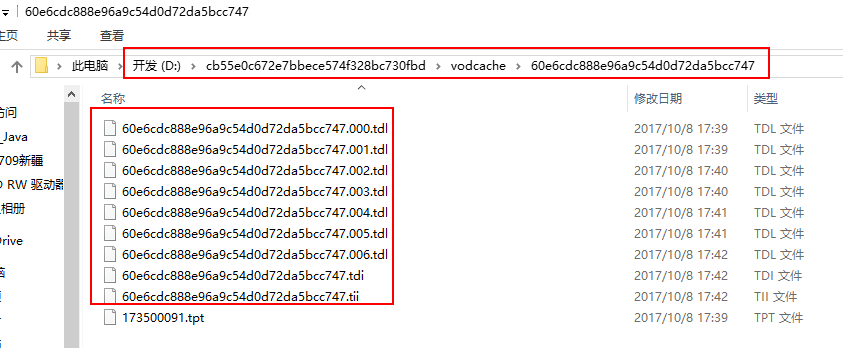 60e6cdc888e96a9c54d0d72da5bcc747
主页 共享 查看
此电脑 > 开发 (D:) > cb55e0c672e7bbece574f328bc730fbd > vodcache > 60e6cdc888e96a9c54d0d72da5bcc747
名称 修改日期 类型
访问 60e6cdc888e96a9c54d0d72da5bcc747.000.tdl 2017/10/8 17:39 TDL 文件
_Java 60e6cdc888e96a9c54d0d72da5bcc747.001.tdl 2017/10/8 17:39 TDL 文件
709新疆 60e6cdc888e96a9c54d0d72da5bcc747.002.tdl 2017/10/8 17:40 TDL 文件
RW 驱动器 60e6cdc888e96a9c54d0d72da5bcc747.003.tdl 2017/10/8 17:40 TDL 文件
相册 60e6cdc888e96a9c54d0d72da5bcc747.004.tdl 2017/10/8 17:41 TDL 文件
60e6cdc888e96a9c54d0d72da5bcc747.005.tdl 2017/10/8 17:41 TDL 文件
Drive 60e6cdc888e96a9c54d0d72da5bcc747.006.tdl 2017/10/8 17:42 TDL 文件
60e6cdc888e96a9c54d0d72da5bcc747.tdi 2017/10/8 17:42 TDI 文件
60e6cdc888e96a9c54d0d72da5bcc747.tii 2017/10/8 17:42 TII 文件
173500091.tpt 2017/10/8 17:39 TPT 文件